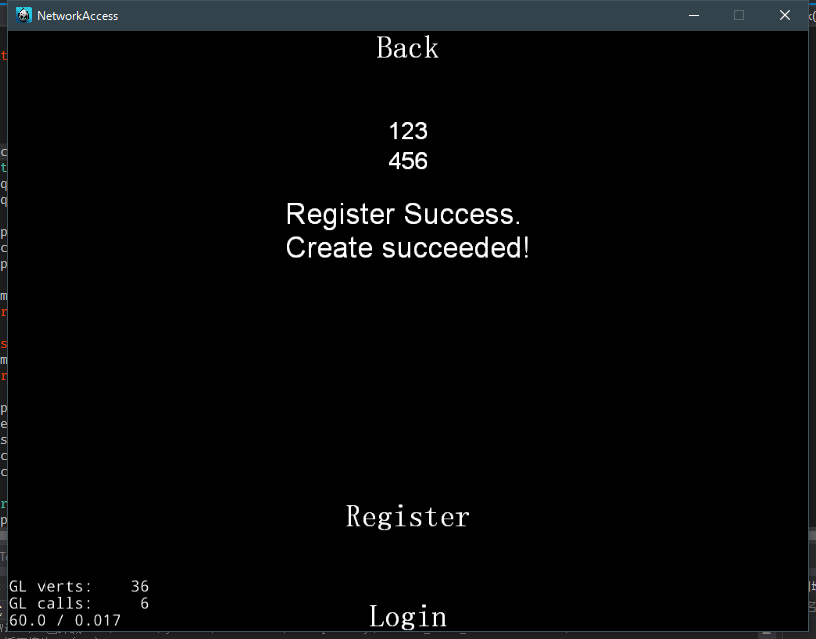 NetworkAccess
Back
123
456
Register Success.
Create succeeded!
Register
GL verts: 36
GL calls: 6
60.0 / 0.017
Login